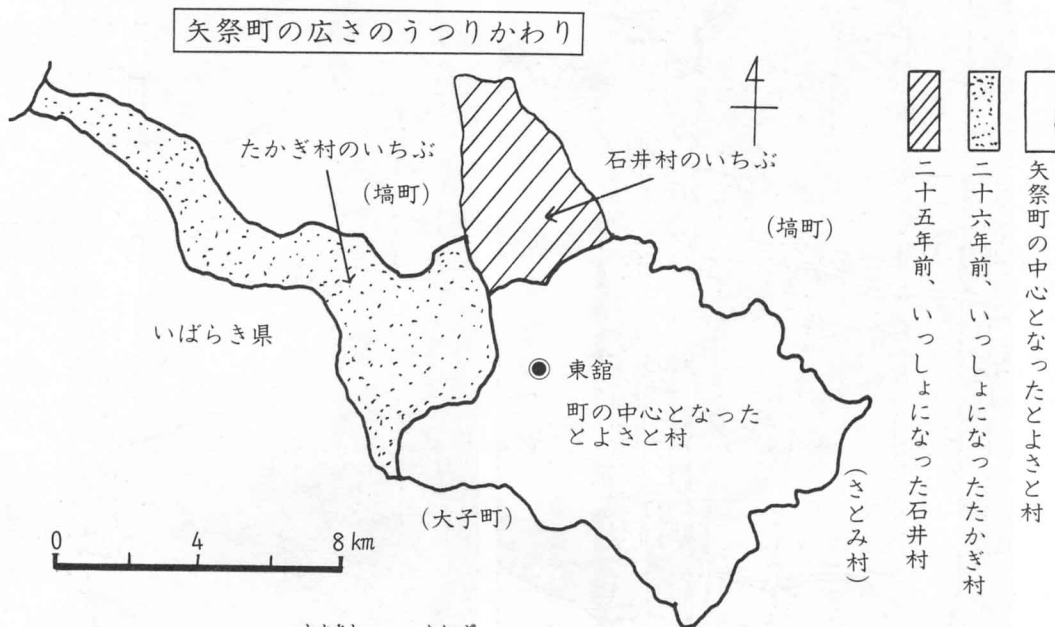 矢祭町の広さのうつりかわり
4
たかぎ村のいちぶ
石井村のいちぶ
(塙町)
(塙町)
いばらき県
東舘
町の中心となった
とよさと村
(大子町)
(さとみ村)
0 4 8 km
矢祭町の中心となったとよさと村
二十六年前、いっしょになったたかぎ村
二十五年前、いっしょになった石井村